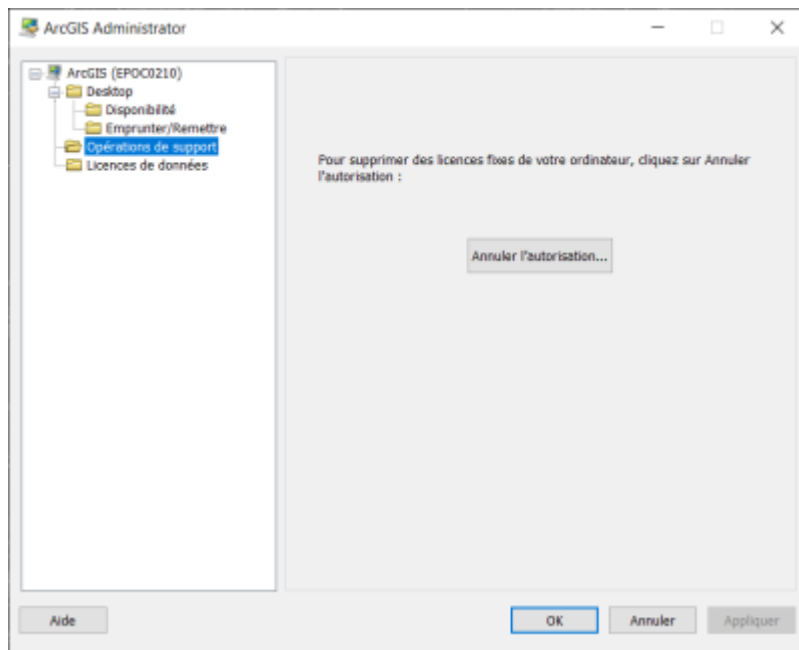 ArcGIS Administrator
ArcGIS (EPOC0210)
Desktop
Disponibilité
Emprunter/Remettre
Opérations de support
Licences de données
Pour supprimer des licences fixes de votre ordinateur, cliquez sur Annuler
l'autorisation :
Annuler l'autorisation...
Aide
OK
Annuler
Appliquer